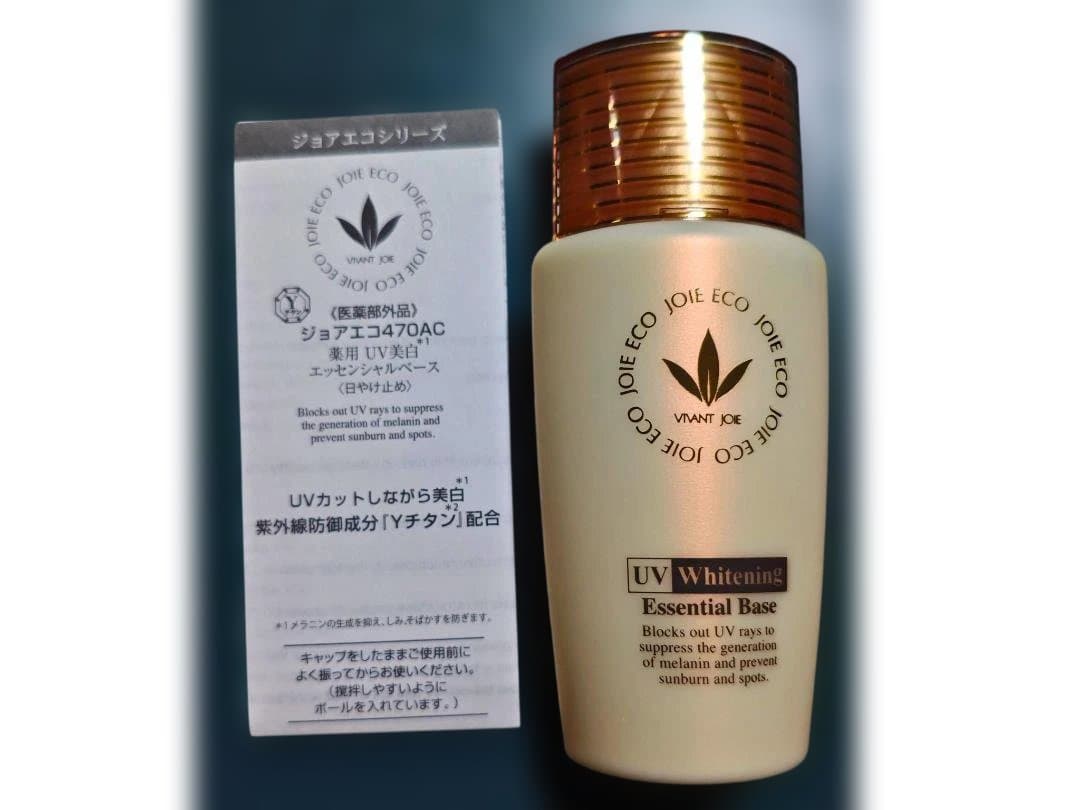 ジョアエコシリーズ
JOIE ECO JOIE ECO JOIE ECO JOIE ECO JOIE ECO
VIVANT JOIE
Y
チタン
《医薬部外品》
ジョアエコ470AC
薬用 UV美白*1
エッセンシャルベース
〈日やけ止め〉
Blocks out UV rays to suppress
the generation of melanin and
prevent sunburn and spots.
UVカットしながら美白*1
紫外線防御成分『Yチタン』*2配合
*1メラニンの生成を抑え、しみ、そばかすを防ぎます。
キャップをしたままご使用前に
よく振ってからお使いください。
(撹拌しやすいように
ボールを入れています。)
JOIE ECO JOIE ECO JOIE ECO JOIE ECO JOIE ECO
VIVANT JOIE
UV Whitening
Essential Base
Blocks out UV rays to
suppress the generation
of melanin and prevent
sunburn and spots.